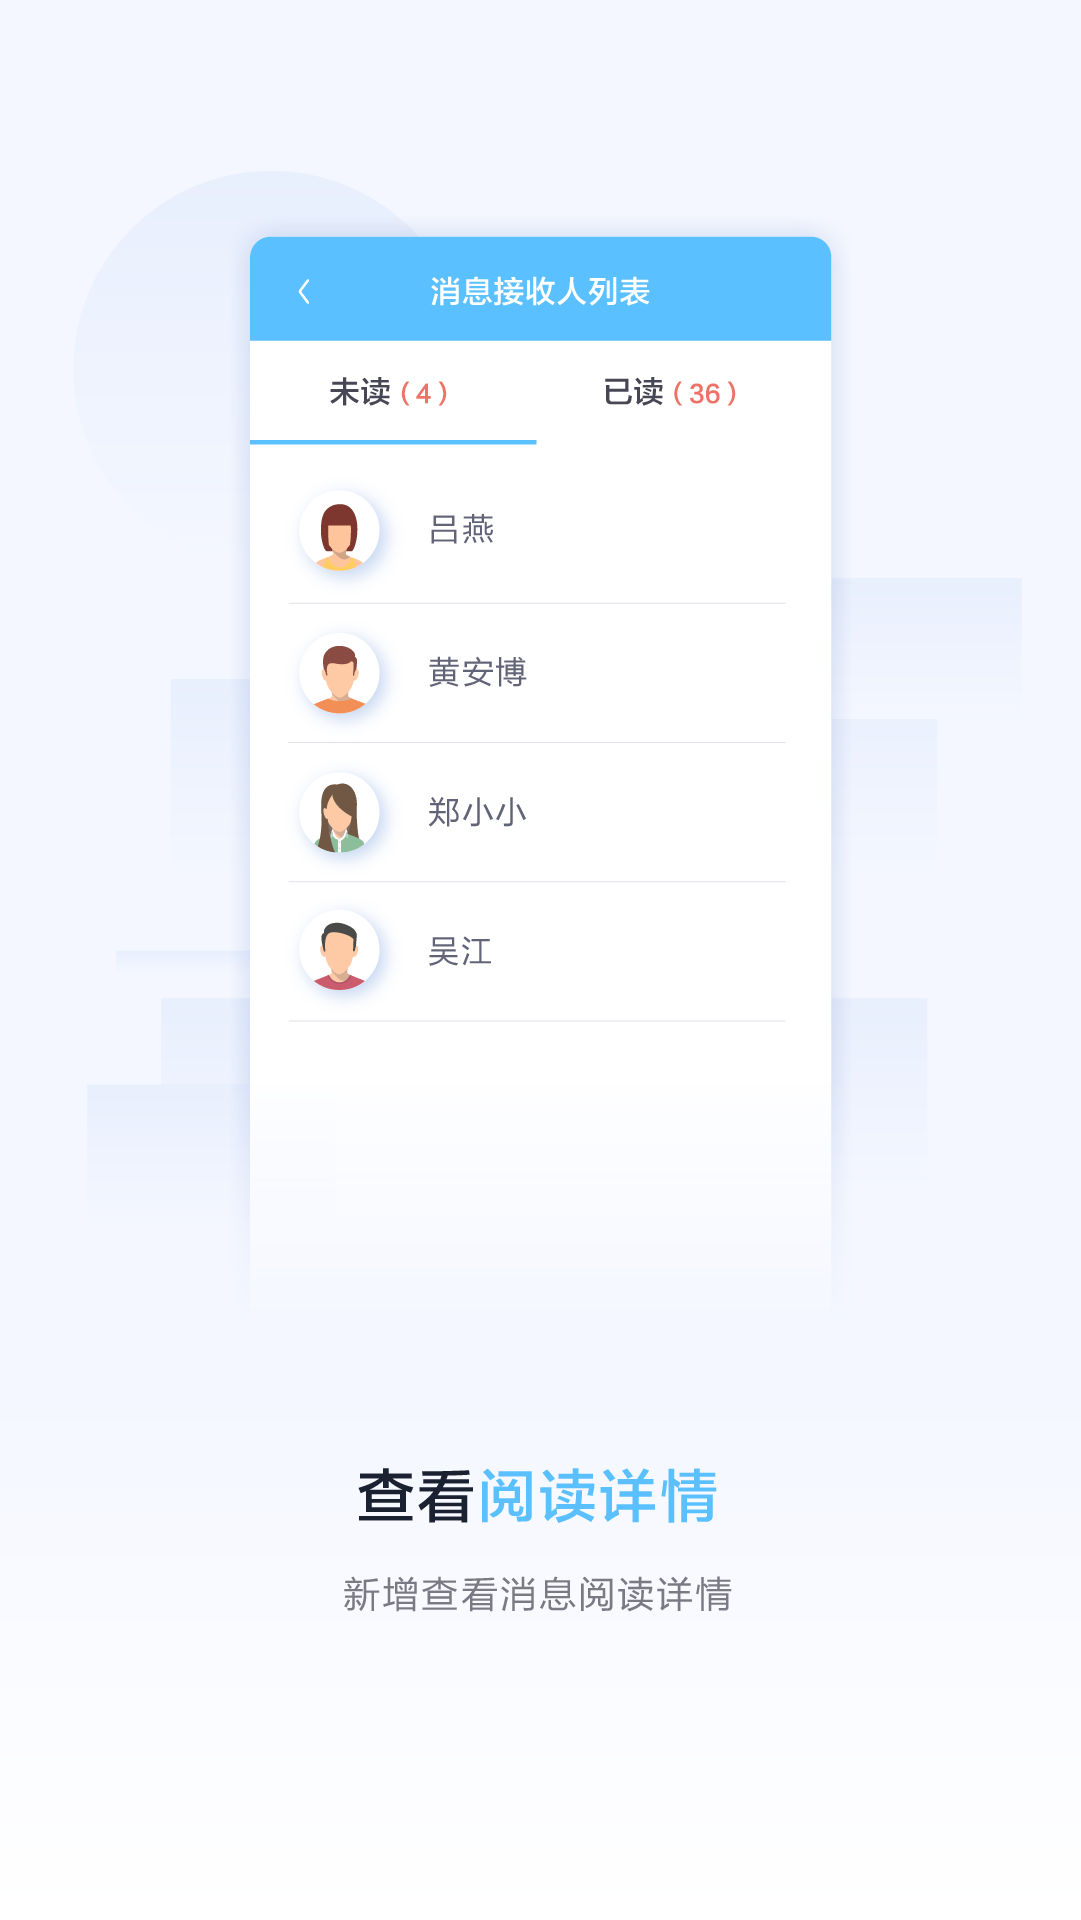 消息接收人列表
未读（4） 已读（36）
吕燕
黄安博
郑小小
吴江
查看阅读详情
新增查看消息阅读详情